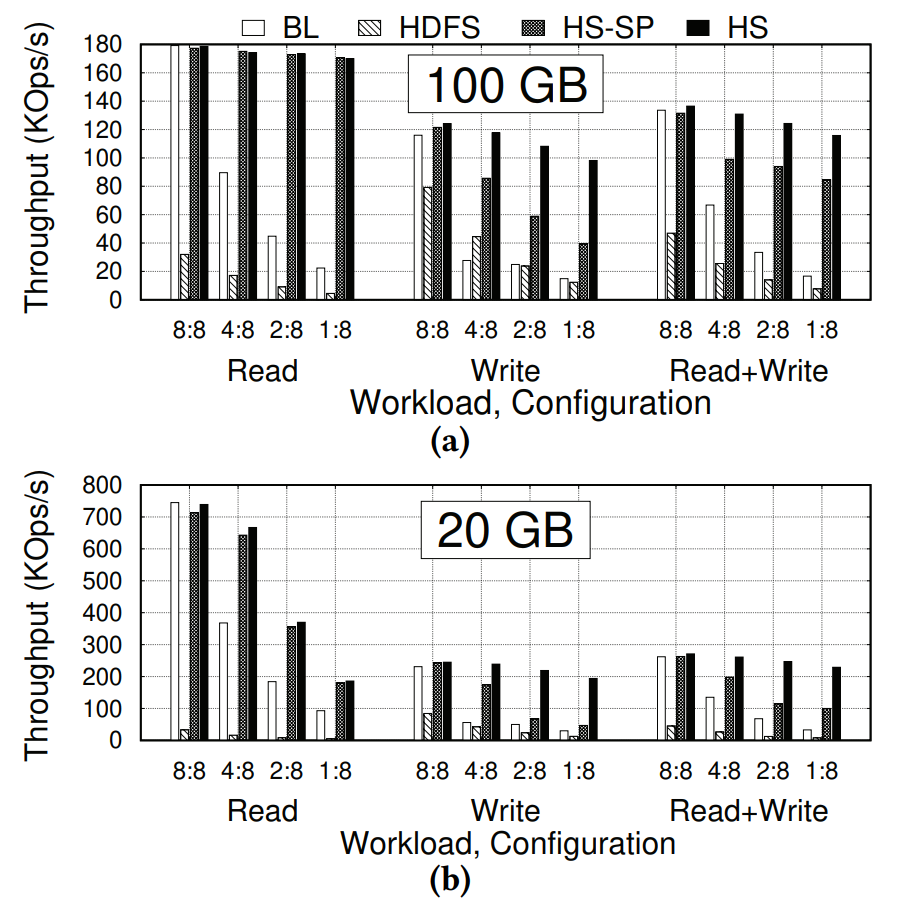 BL HDFS HS-SP HS
Throughput (KOps/s)
180
160
140
120
100
80
60
40
20
0
100 GB
8:8 4:8 2:8 1:8 8:8 4:8 2:8 1:8 8:8 4:8 2:8 1:8
Read Write Read+Write
Workload, Configuration
(a)
Throughput (KOps/s)
800
700
600
500
400
300
200
100
0
20 GB
8:8 4:8 2:8 1:8 8:8 4:8 2:8 1:8 8:8 4:8 2:8 1:8
Read Write Read+Write
Workload, Configuration
(b)